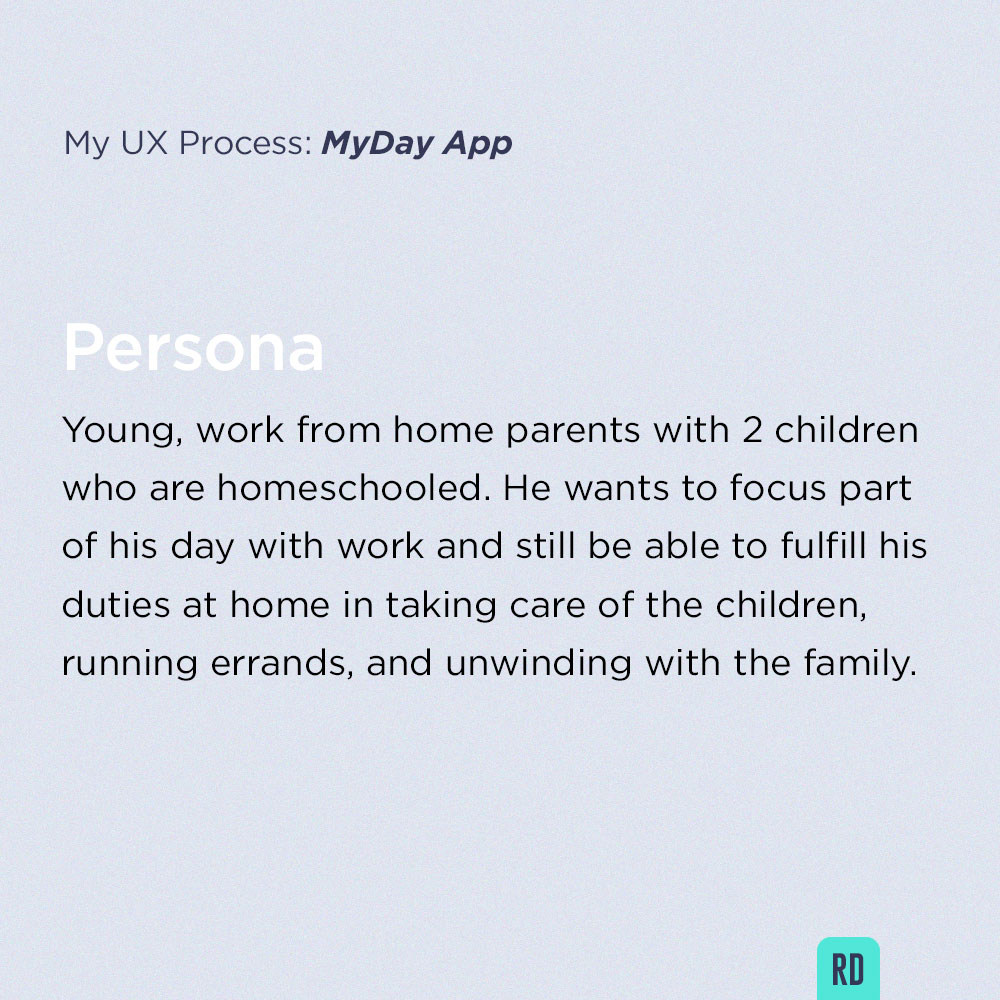 My UX Process: MyDay App
Persona
Young, work from home parents with 2 children
who are homeschooled. He wants to focus part
of his day with work and still be able to fulfill his
duties at home in taking care of the children,
running errands, and unwinding with the family.
RD